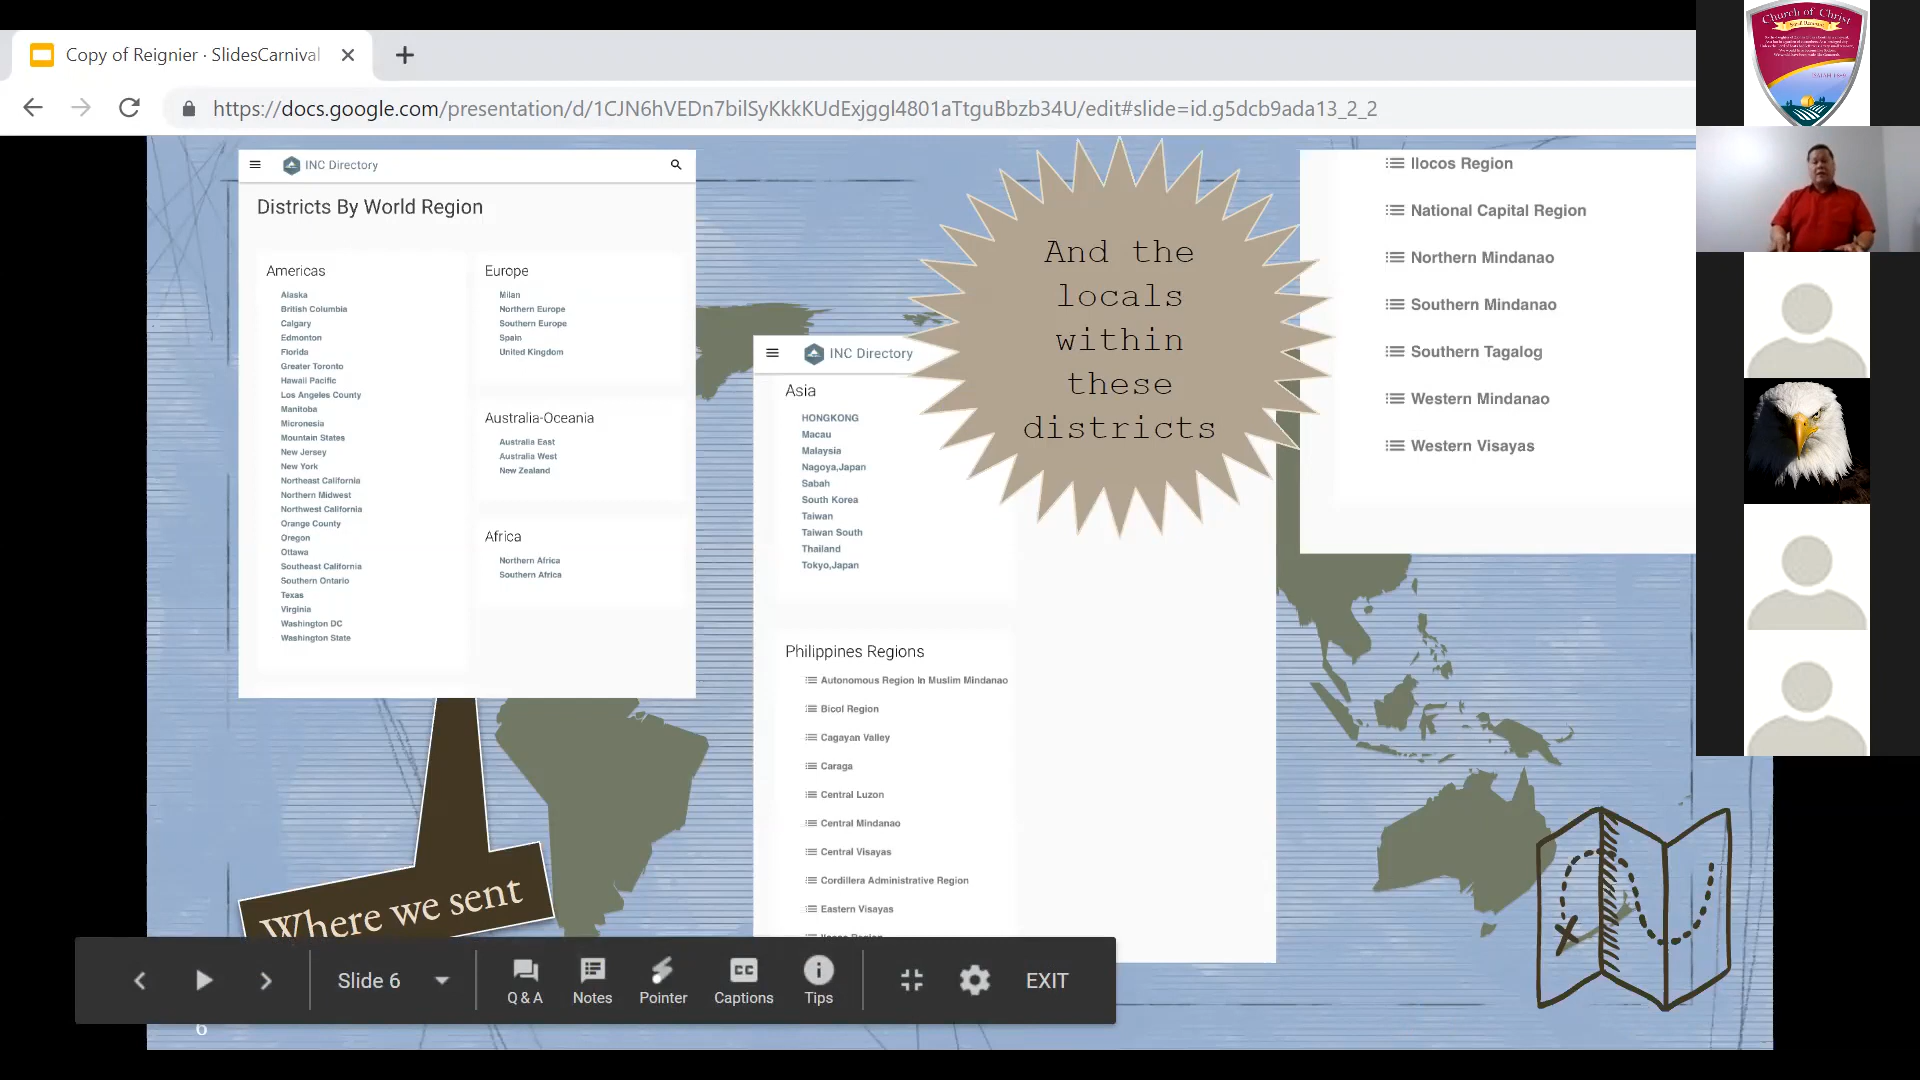 Copy of Reignier · SlidesCarnival
https://docs.google.com/presentation/d/1CJN6hVEDn7bilSyKkkKUdExjggl4801aTtguBbzb34U/edit#slide=id.g5dcb9ada13_2_2
INC Directory
Districts By World Region
Americas
Alaska
British Columbia
Calgary
Edmonton
Florida
Greater Toronto
Hawaii Pacific
Los Angeles County
Manitoba
Micronesia
Mountain States
New Jersey
New York
Northeast California
Northern Midwest
Northwest California
Orange County
Oregon
Ottawa
Southeast California
Southern Ontario
Texas
Virginia
Washington DC
Washington State
Europe
Milan
Northern Europe
Southern Europe
Spain
United Kingdom
Australia-Oceania
Australia East
Australia West
New Zealand
Africa
Northern Africa
Southern Africa
Where we sent
INC Directory
Asia
HONGKONG
Macau
Malaysia
Nagoya,Japan
Sabah
South Korea
Taiwan
Taiwan South
Thailand
Tokyo,Japan
Philippines Regions
Autonomous Region In Muslim Mindanao
Bicol Region
Cagayan Valley
Caraga
Central Luzon
Central Mindanao
Central Visayas
Cordillera Administrative Region
Eastern Visayas
Ilocos Region
And the
locals
within
these
districts
Ilocos Region
National Capital Region
Northern Mindanao
Southern Mindanao
Southern Tagalog
Western Mindanao
Western Visayas
Church of Christ
ISAIAH 1:8-9
Slide 6
Q & A
Notes
Pointer
CC
Captions
Tips
EXIT
6